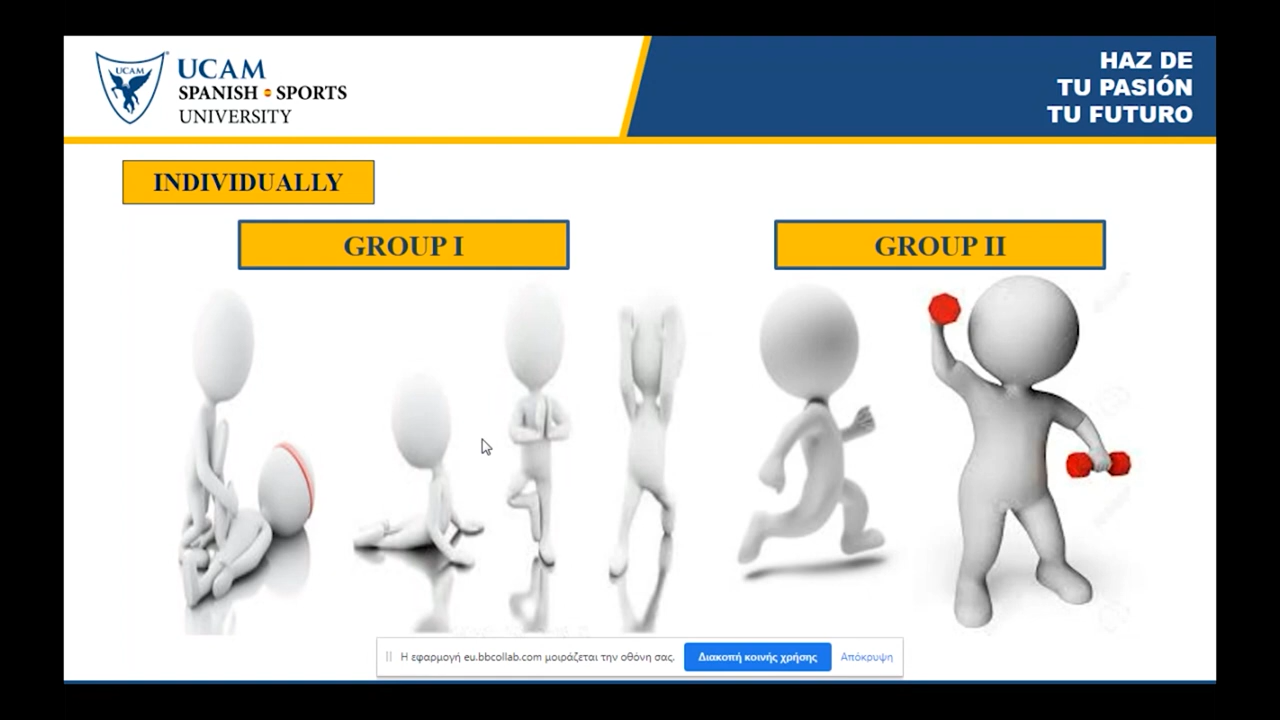 UCAM
UCAM
SPANISH • SPORTS
UNIVERSITY
HAZ DE
TU PASIÓN
TU FUTURO
INDIVIDUALLY
GROUP I
GROUP II
Η εφαρμογή eu.bbcollab.com μοιράζεται την οθόνη σας.
Διακοπή κοινής χρήσης
Απόκρυψη